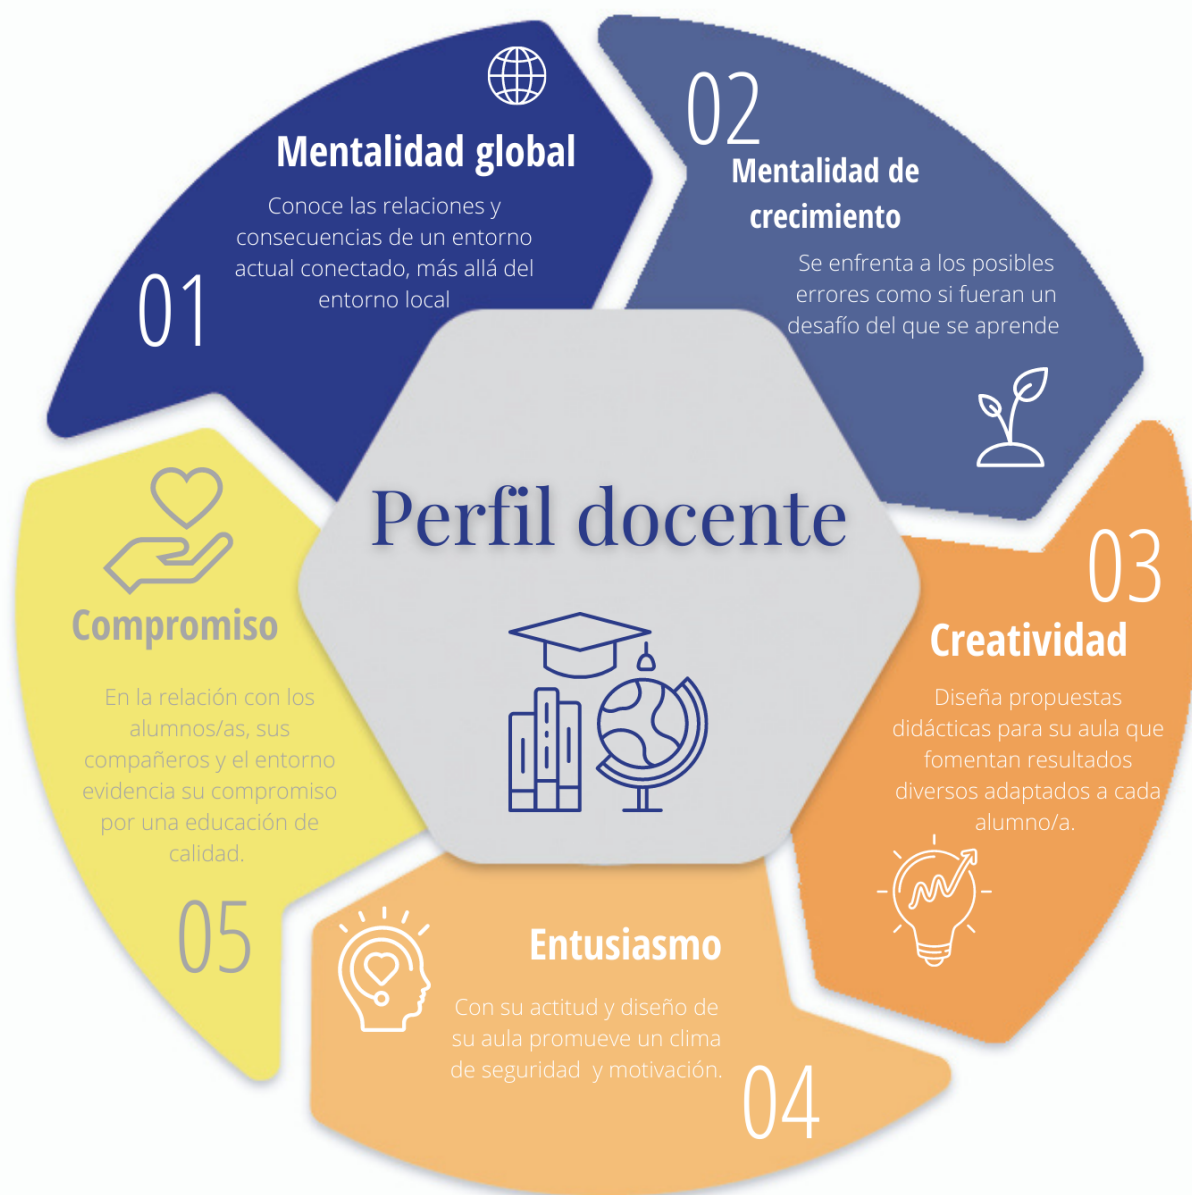 Perfil docente
01
Mentalidad global
Conoce las relaciones y
consecuencias de un entorno
actual conectado, más allá del
entorno local
02
Mentalidad de
crecimiento
Se enfrenta a los posibles
errores como si fueran un
desafío del que se aprende
03
Creatividad
Diseña propuestas
didácticas para su aula que
fomentan resultados
diversos adaptados a cada
alumno/a.
Entusiasmo
Con su actitud y diseño de
su aula promueve un clima
de seguridad  y motivación.
04
Compromiso
En la relación con los
alumnos/as, sus
compañeros y el entorno
evidencia su compromiso
por una educación de
calidad.
05